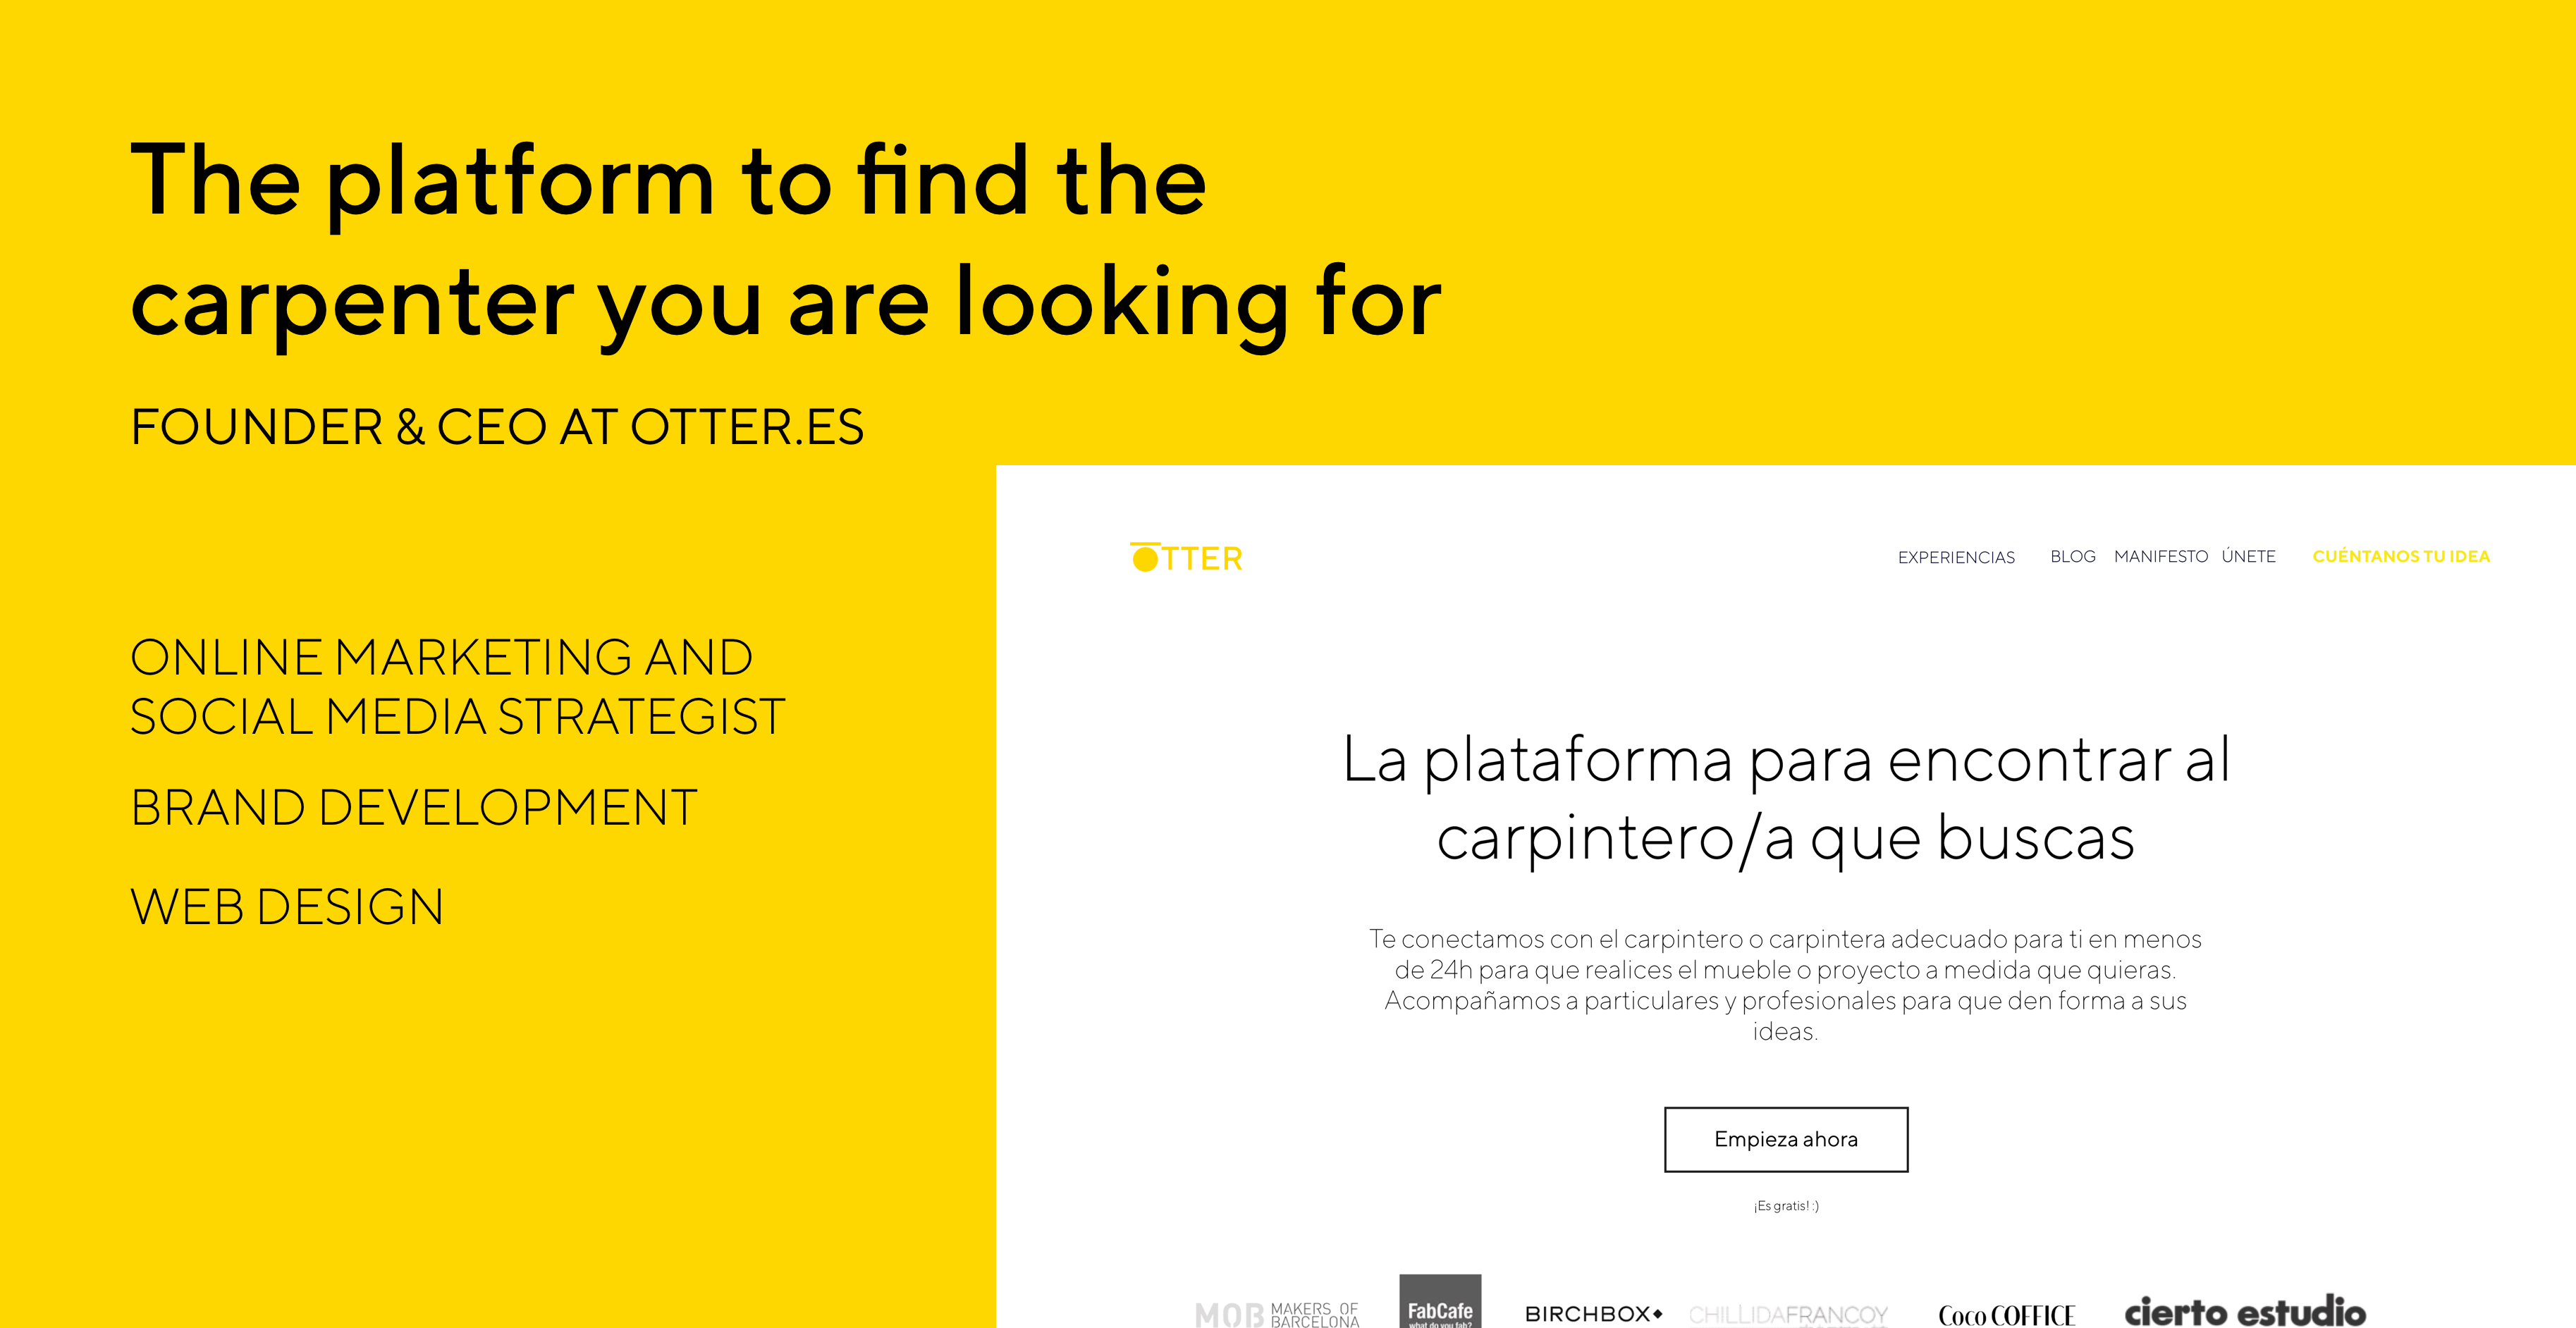 The platform to find the
carpenter you are looking for
FOUNDER & CEO AT OTTER.ES
ONLINE MARKETING AND
SOCIAL MEDIA STRATEGIST
BRAND DEVELOPMENT
WEB DESIGN
OTTER
EXPERIENCIAS BLOG MANIFESTO ÚNETE CUÉNTANOS TU IDEA
La plataforma para encontrar al
carpintero/a que buscas
Te conectamos con el carpintero o carpintera adecuado para ti en menos
de 24h para que realices el mueble o proyecto a medida que quieras.
Acompañamos a particulares y profesionales para que den forma a sus
ideas.
Empieza ahora
¡Es gratis! :)
MOB MAKERS OF
BARCELONA
FabCafe
what do you fab?
BIRCHBOX
CHILLIDAFRANCOY
Coco COFFICE
cierto estudio